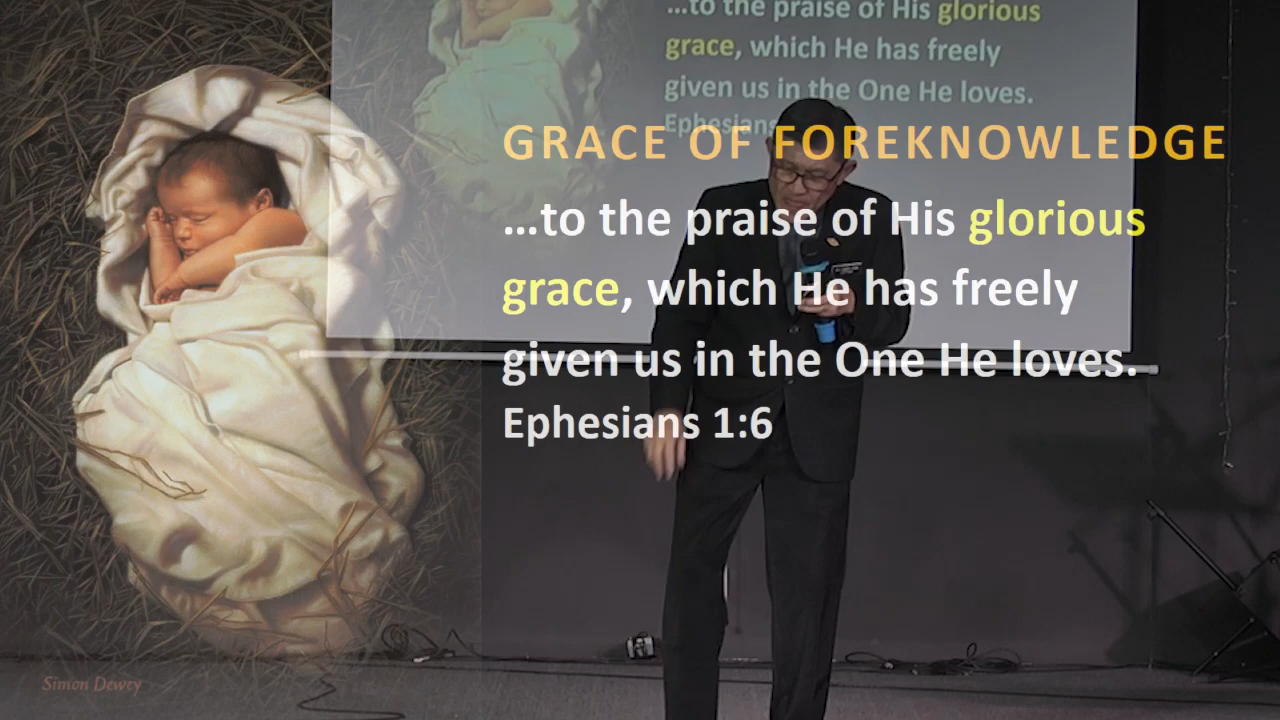 ...to the praise of His glorious
grace, which He has freely
given us in the One He loves.
Ephesians
GRACE OF FOREKNOWLEDGE
...to the praise of His glorious
grace, which He has freely
given us in the One He loves.
Ephesians 1:6
Simon Dewey